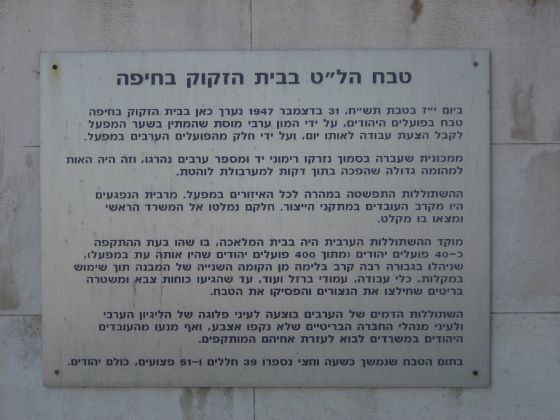 טבח הל״ט בבית הזקוק בחיפה
ביום י״ז בטבת תש״ח, 31 בדצמבר 1947 נערך כאן בבית הזקוק בחיפה
טבח בפועלים היהודים, על ידי המון ערבי מוסת שהמתין בשער המפעל
לקבל הצעת עבודה לאותו יום, ועל ידי חלק מהפועלים הערבים במפעל.
ממכונית שעברה בסמוך נזרקו רימוני יד ומספר ערבים נהרגו, וזה היה האות
למהומה גדולה שהפכה בתוך דקות למערבולת לוהטת.
ההשתוללות התפשטה במהרה לכל האיזורים במפעל. מרבית הנפגעים
היו מקרב העובדים במתקני הייצור. חלקם נמלטו אל המשרד הראשי
ומצאו בו מקלט.
מוקד ההשתוללות הערבית היה בבית המלאכה, בו שהו בעת ההתקפה
כ-40 פועלים יהודים (מתוך 400 פועלים יהודים שהיו אותה עת במפעל),
שניהלו בגבורה רבה קרב בלימה מן הקומה השנייה של המבנה תוך שימוש
במקלות, כלי עבודה, עמודי ברזל ועוד, עד שהגיעו כוחות צבא ומשטרה
בריטים שחילצו את הנצורים והפסיקו את הטבח.
השתוללות הדמים של הערבים בוצעה לעיני פלוגה של הליגיון הערבי
ולעיני מנהלי החברה הבריטיים שלא נקפו אצבע, ואף מנעו מהעובדים
היהודים במשרדים לבוא לעזרת אחיהם המותקפים.
בתום הטבח שנמשך כשעה וחצי נספרו 39 חללים ו-51 פצועים, כולם יהודים.